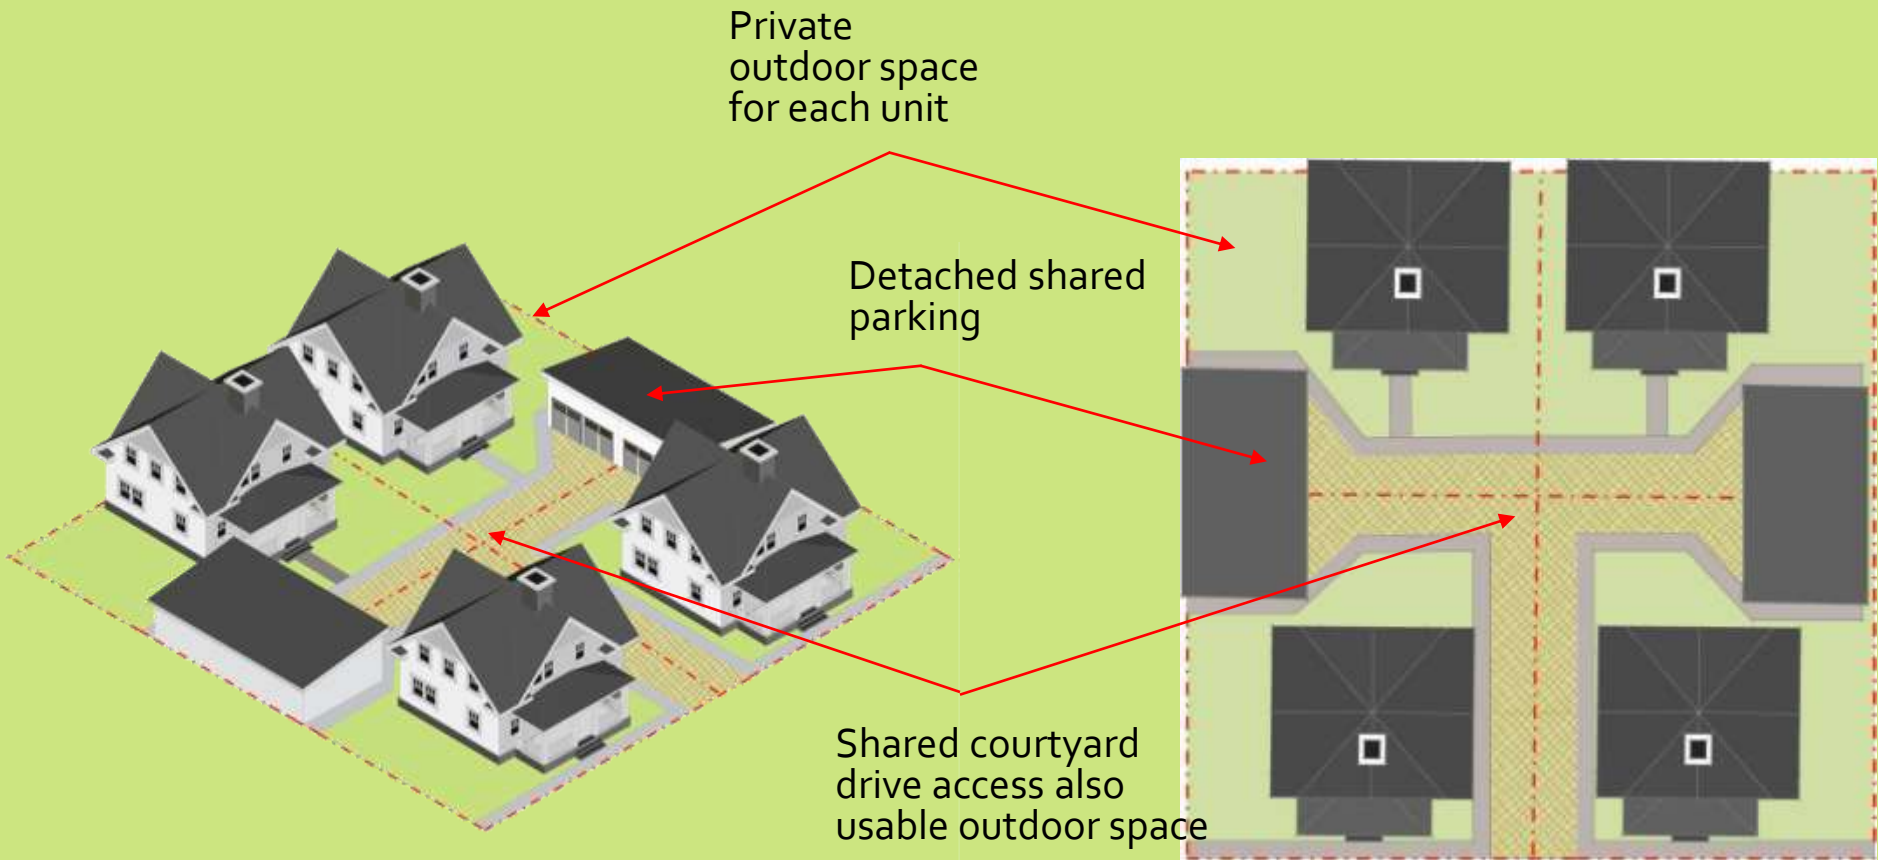 Private
outdoor space
for each unit
Detached shared
parking
Shared courtyard
drive access also
usable outdoor space